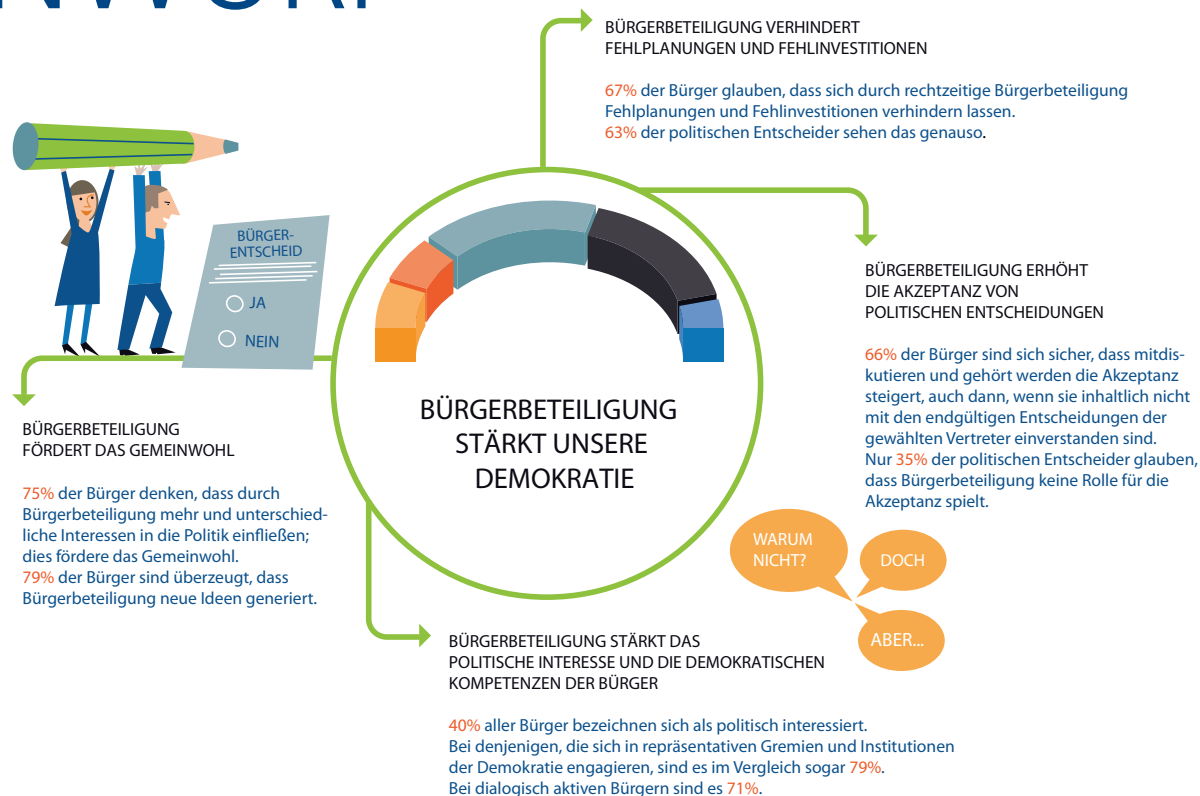 BÜRGERBETEILIGUNG VERHINDERT
FEHLPLANUNGEN UND FEHLINVESTITIONEN
67% der Bürger glauben, dass sich durch rechtzeitige Bürgerbeteiligung
Fehlplanungen und Fehlinvestitionen verhindern lassen.
63% der politischen Entscheider sehen das genauso.
BÜRGER-
ENTSCHEID
JA
NEIN
BÜRGERBETEILIGUNG ERHÖHT
DIE AKZEPTANZ VON
POLITISCHEN ENTSCHEIDUNGEN
66% der Bürger sind sich sicher, dass mitdis-
kutieren und gehört werden die Akzeptanz
steigert, auch dann, wenn sie inhaltlich nicht
mit den endgültigen Entscheidungen der
gewählten Vertreter einverstanden sind.
Nur 35% der politischen Entscheider glauben,
dass Bürgerbeteiligung keine Rolle für die
Akzeptanz spielt.
BÜRGERBETEILIGUNG
STÄRKT UNSERE
DEMOKRATIE
BÜRGERBETEILIGUNG
FÖRDERT DAS GEMEINWOHL
75% der Bürger denken, dass durch
Bürgerbeteiligung mehr und unterschied-
liche Interessen in die Politik einfließen;
dies fördere das Gemeinwohl.
79% der Bürger sind überzeugt, dass
Bürgerbeteiligung neue Ideen generiert.
WARUM
NICHT?
DOCH
ABER...
BÜRGERBETEILIGUNG STÄRKT DAS
POLITISCHE INTERESSE UND DIE DEMOKRATISCHEN
KOMPETENZEN DER BÜRGER
40% aller Bürger bezeichnen sich als politisch interessiert.
Bei denjenigen, die sich in repräsentativen Gremien und Institutionen
der Demokratie engagieren, sind es im Vergleich sogar 79%.
Bei dialogisch aktiven Bürgern sind es 71%.